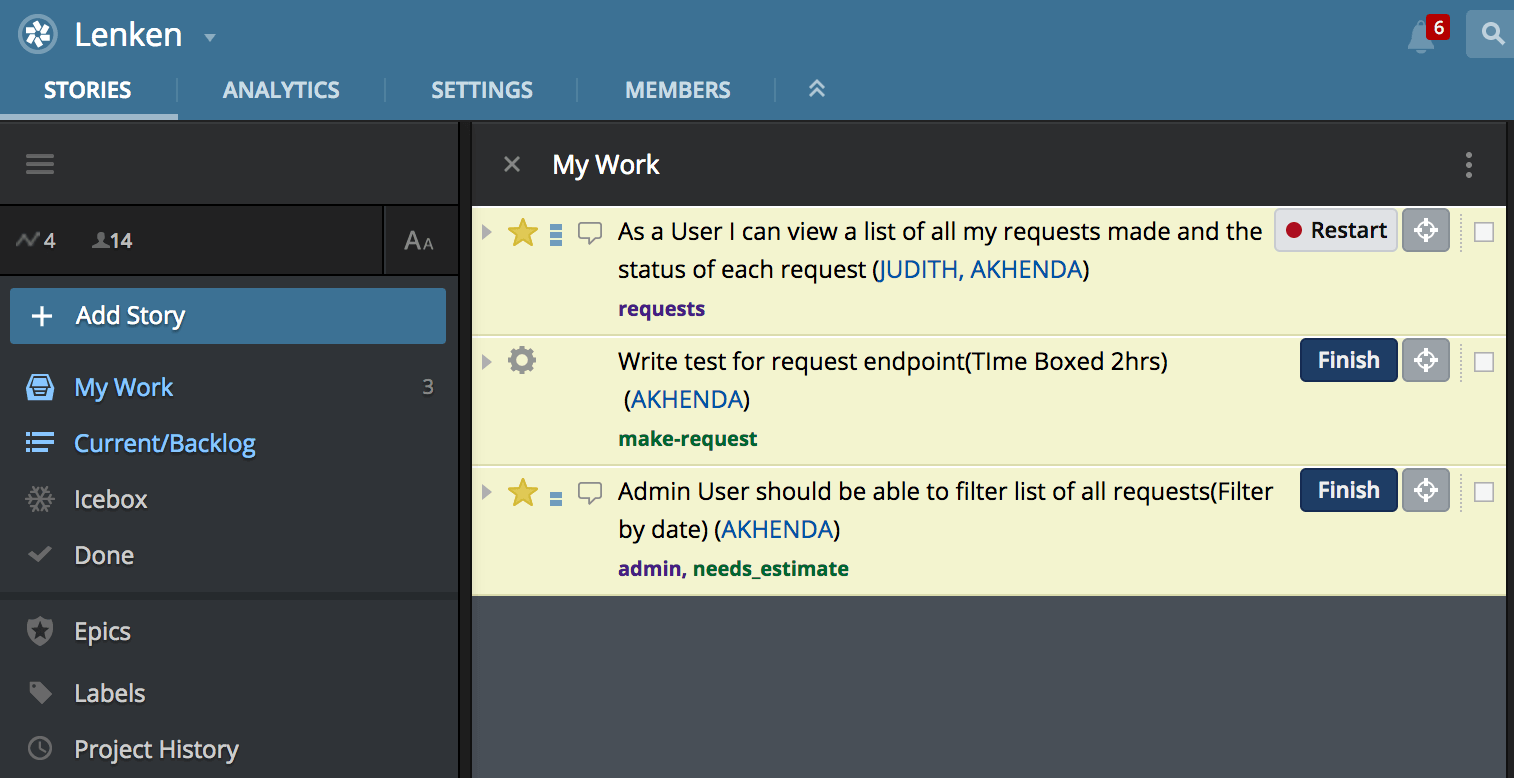 Lenken
6
STORIES
ANALYTICS
SETTINGS
MEMBERS
4
14
AA
Add Story
My Work
3
Current/Backlog
Icebox
Done
Epics
Labels
Project History
My Work
As a User I can view a list of all my requests made and the
status of each request (JUDITH, AKHENDA)
requests
Restart
Write test for request endpoint(TIme Boxed 2hrs)
(AKHENDA)
make-request
Finish
Admin User should be able to filter list of all requests(Filter
by date) (AKHENDA)
admin, needs_estimate
Finish